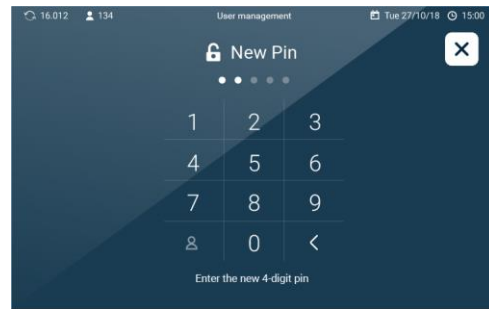 16.012 134 User management Tue 27/10/18 15:00
New Pin
1 2 3
4 5 6
7 8 9
0 <
Enter the new 4-digit pin